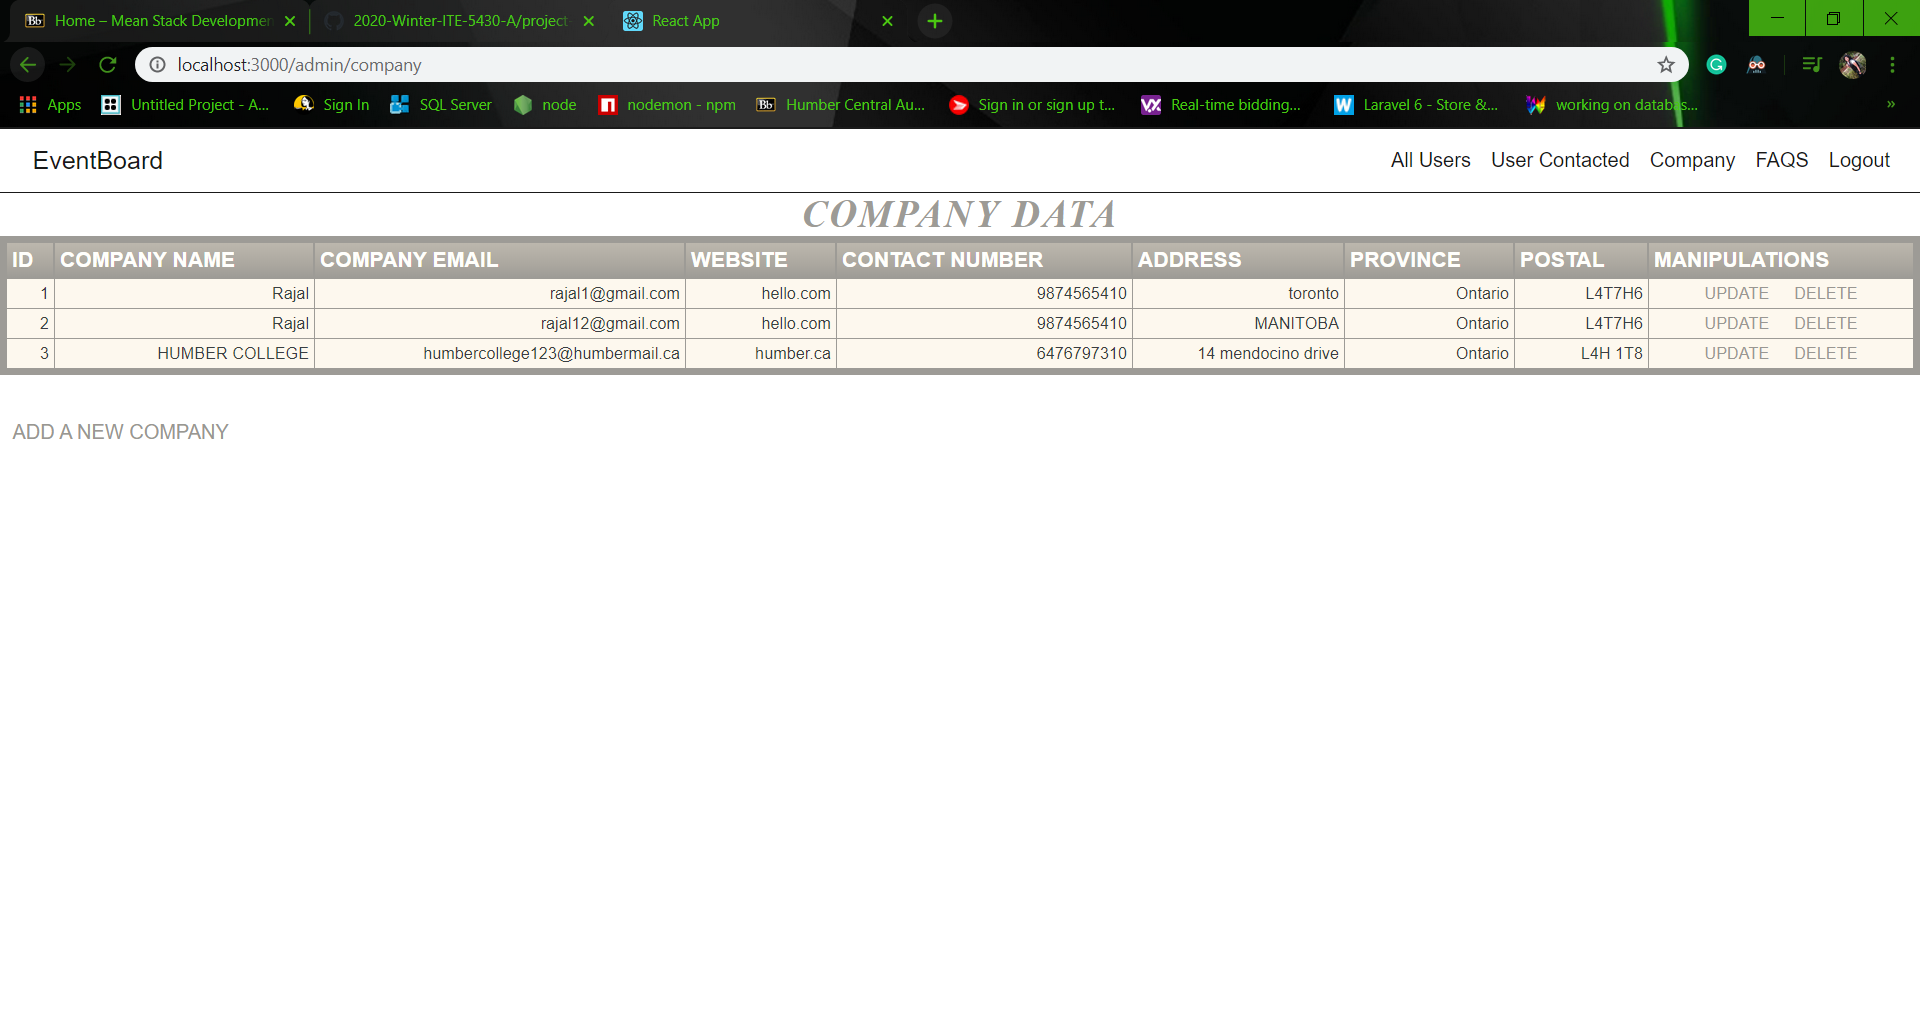 Home – Mean Stack Developmen
2020-Winter-ITE-5430-A/project
React App
localhost:3000/admin/company
Apps Untitled Project - A... Sign In SQL Server node nodemon - npm Humber Central Au... Sign in or sign up t... Real-time bidding... Laravel 6 - Store &... working on databas... »
EventBoard All Users User Contacted Company FAQS Logout
COMPANY DATA
ID COMPANY NAME COMPANY EMAIL WEBSITE CONTACT NUMBER ADDRESS PROVINCE POSTAL MANIPULATIONS
1 Rajal rajal1@gmail.com hello.com 9874565410 toronto Ontario L4T7H6 UPDATE DELETE
2 Rajal rajal12@gmail.com hello.com 9874565410 MANITOBA Ontario L4T7H6 UPDATE DELETE
3 HUMBER COLLEGE humbercollege123@humbermail.ca humber.ca 6476797310 14 mendocino drive Ontario L4H 1T8 UPDATE DELETE
ADD A NEW COMPANY